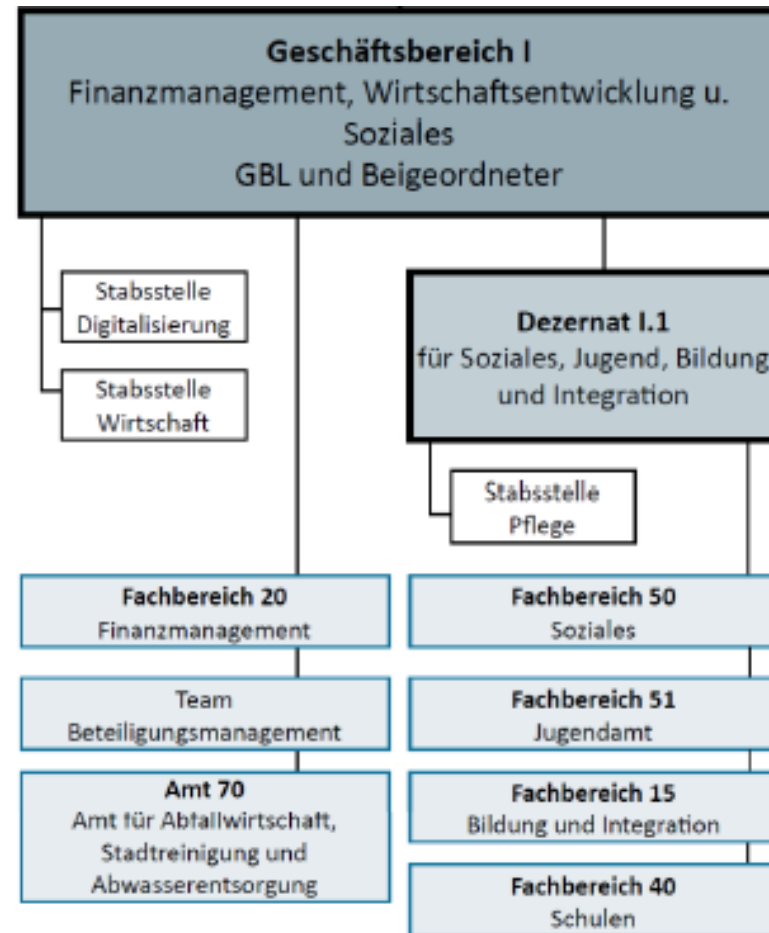 Geschäftsbereich I
Finanzmanagement, Wirtschaftsentwicklung u.
Soziales
GBL und Beigeordneter
Stabsstelle
Digitalisierung
Stabsstelle
Wirtschaft
Dezernat I.1
für Soziales, Jugend, Bildung
und Integration
Stabsstelle
Pflege
Fachbereich 20
Finanzmanagement
Team
Beteiligungsmanagement
Amt 70
Amt für Abfallwirtschaft,
Stadtreinigung und
Abwasserentsorgung
Fachbereich 50
Soziales
Fachbereich 51
Jugendamt
Fachbereich 15
Bildung und Integration
Fachbereich 40
Schulen